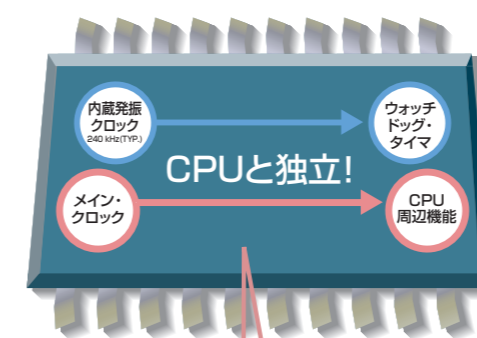 内蔵発振
クロック
240 kHz(TYP.)
ウォッチ
ドッグ・
タイマ
CPUと独立!
メイン・
クロック
CPU
周辺機能